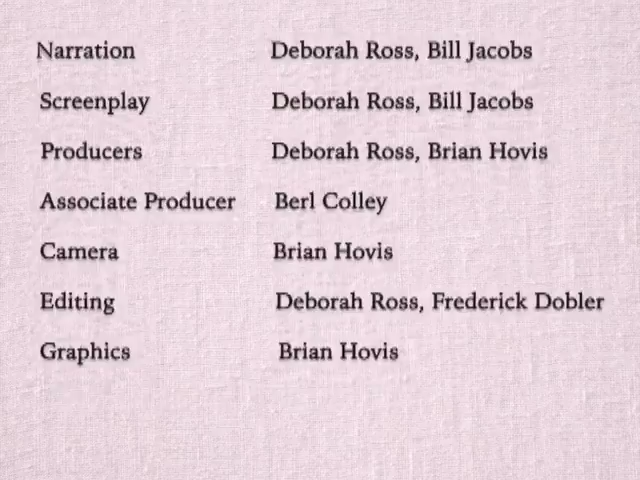 Narration Deborah Ross, Bill Jacobs
Screenplay Deborah Ross, Bill Jacobs
Producers Deborah Ross, Brian Hovis
Associate Producer Berl Colley
Camera Brian Hovis
Editing Deborah Ross, Frederick Dobler
Graphics Brian Hovis